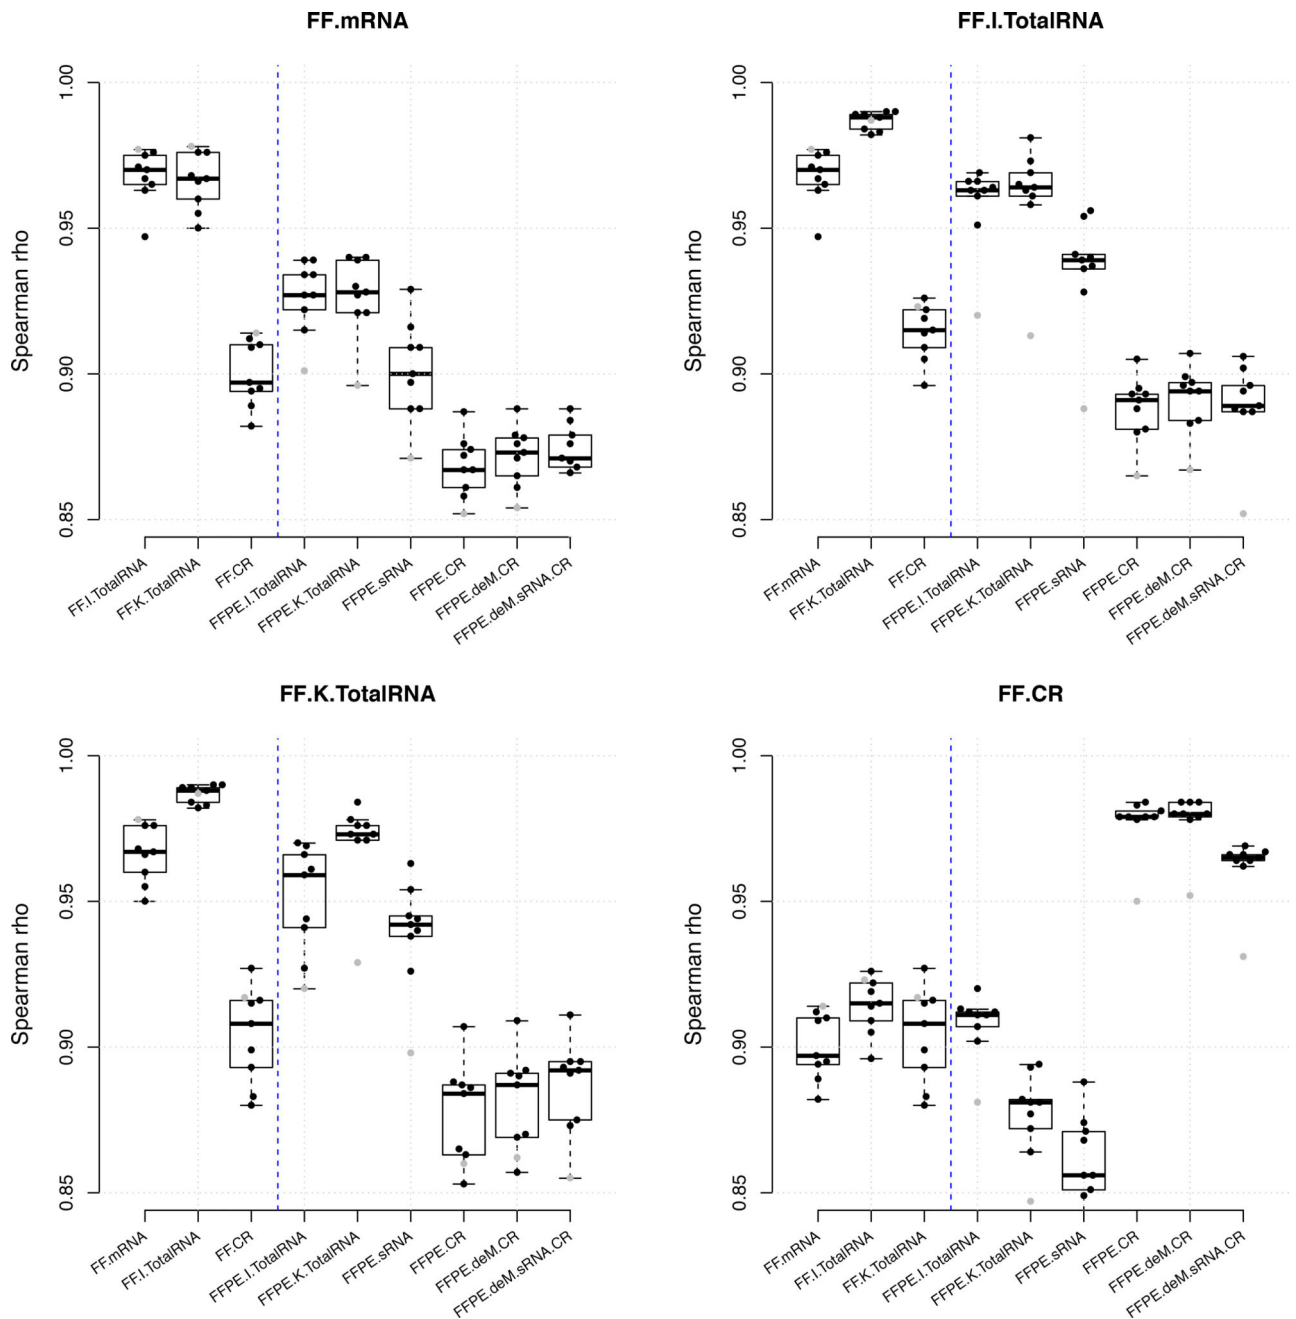 FF.mRNA
Spearman rho
1.00
0.95
0.90
0.85
FF.I.TotalRNA
FF.K.TotalRNA
FF.CR
FFPE.I.TotalRNA
FFPE.K.TotalRNA
FFPE.sRNA
FFPE.CR
FFPE.deM.CR
FFPE.deM.sRNA.CR
FF.I.TotalRNA
Spearman rho
1.00
0.95
0.90
0.85
FF.mRNA
FF.K.TotalRNA
FF.CR
FFPE.I.TotalRNA
FFPE.K.TotalRNA
FFPE.sRNA
FFPE.CR
FFPE.deM.CR
FFPE.deM.sRNA.CR
FF.K.TotalRNA
Spearman rho
1.00
0.95
0.90
0.85
FF.mRNA
FF.I.TotalRNA
FF.CR
FFPE.I.TotalRNA
FFPE.K.TotalRNA
FFPE.sRNA
FFPE.CR
FFPE.deM.CR
FFPE.deM.sRNA.CR
FF.CR
Spearman rho
1.00
0.95
0.90
0.85
FF.mRNA
FF.I.TotalRNA
FF.K.TotalRNA
FFPE.I.TotalRNA
FFPE.K.TotalRNA
FFPE.sRNA
FFPE.CR
FFPE.deM.CR
FFPE.deM.sRNA.CR